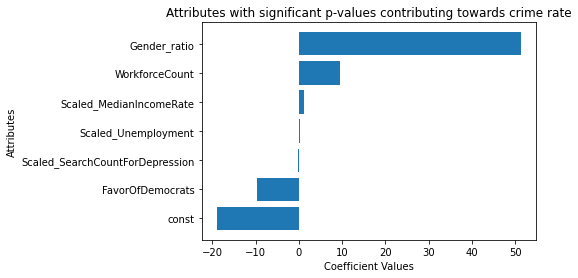 Attributes with significant p-values contributing towards crime rate
Attributes
Gender_ratio
WorkforceCount
Scaled_MedianIncomeRate
Scaled_Unemployment
Scaled_SearchCountForDepression
FavorOfDemocrats
const
−20 −10 0 10 20 30 40 50
Coefficient Values